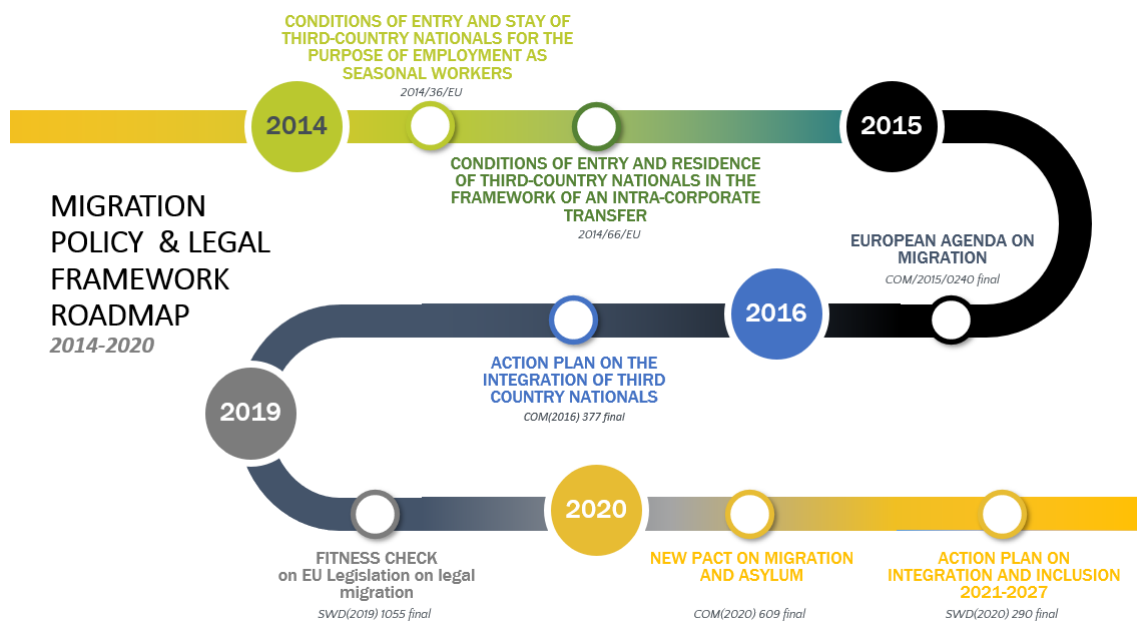 CONDITIONS OF ENTRY AND STAY OF
THIRD-COUNTRY NATIONALS FOR THE
PURPOSE OF EMPLOYMENT AS
SEASONAL WORKERS
2014/36/EU
2014
2015
CONDITIONS OF ENTRY AND RESIDENCE
OF THIRD-COUNTRY NATIONALS IN THE
FRAMEWORK OF AN INTRA-CORPORATE
TRANSFER
2014/66/EU
MIGRATION
POLICY & LEGAL
FRAMEWORK
ROADMAP
2014-2020
EUROPEAN AGENDA ON
MIGRATION
COM/2015/0240 final
2016
ACTION PLAN ON THE
INTEGRATION OF THIRD
COUNTRY NATIONALS
COM(2016) 377 final
2019
FITNESS CHECK
on EU Legislation on legal
migration
SWD(2019) 1055 final
2020
NEW PACT ON MIGRATION
AND ASYLUM
COM(2020) 609 final
ACTION PLAN ON
INTEGRATION AND INCLUSION
2021-2027
SWD(2020) 290 final